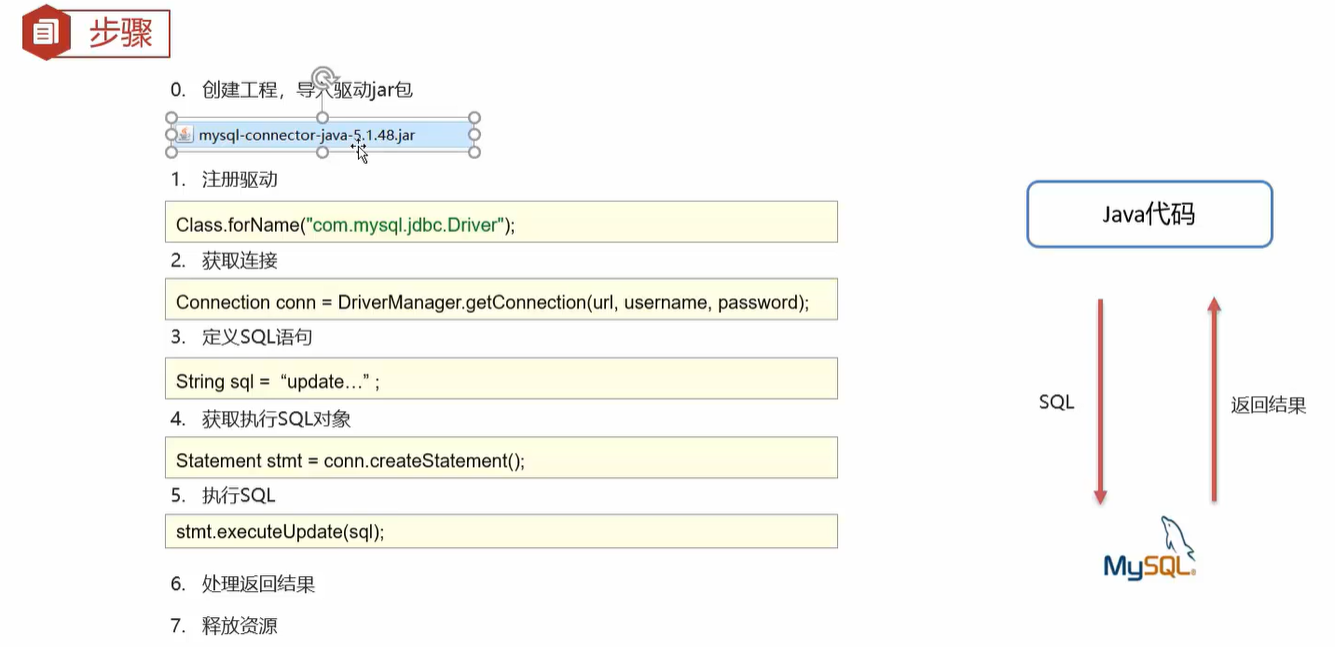 步骤
0. 创建工程，导入驱动jar包
mysql-connector-java-5.1.48.jar
1. 注册驱动
Class.forName("com.mysql.jdbc.Driver");
2. 获取连接
Connection conn = DriverManager.getConnection(url, username, password);
3. 定义SQL语句
String sql = “update…” ;
4. 获取执行SQL对象
Statement stmt = conn.createStatement();
5. 执行SQL
stmt.executeUpdate(sql);
6. 处理返回结果
7. 释放资源
Java代码
SQL
返回结果
MySQL®